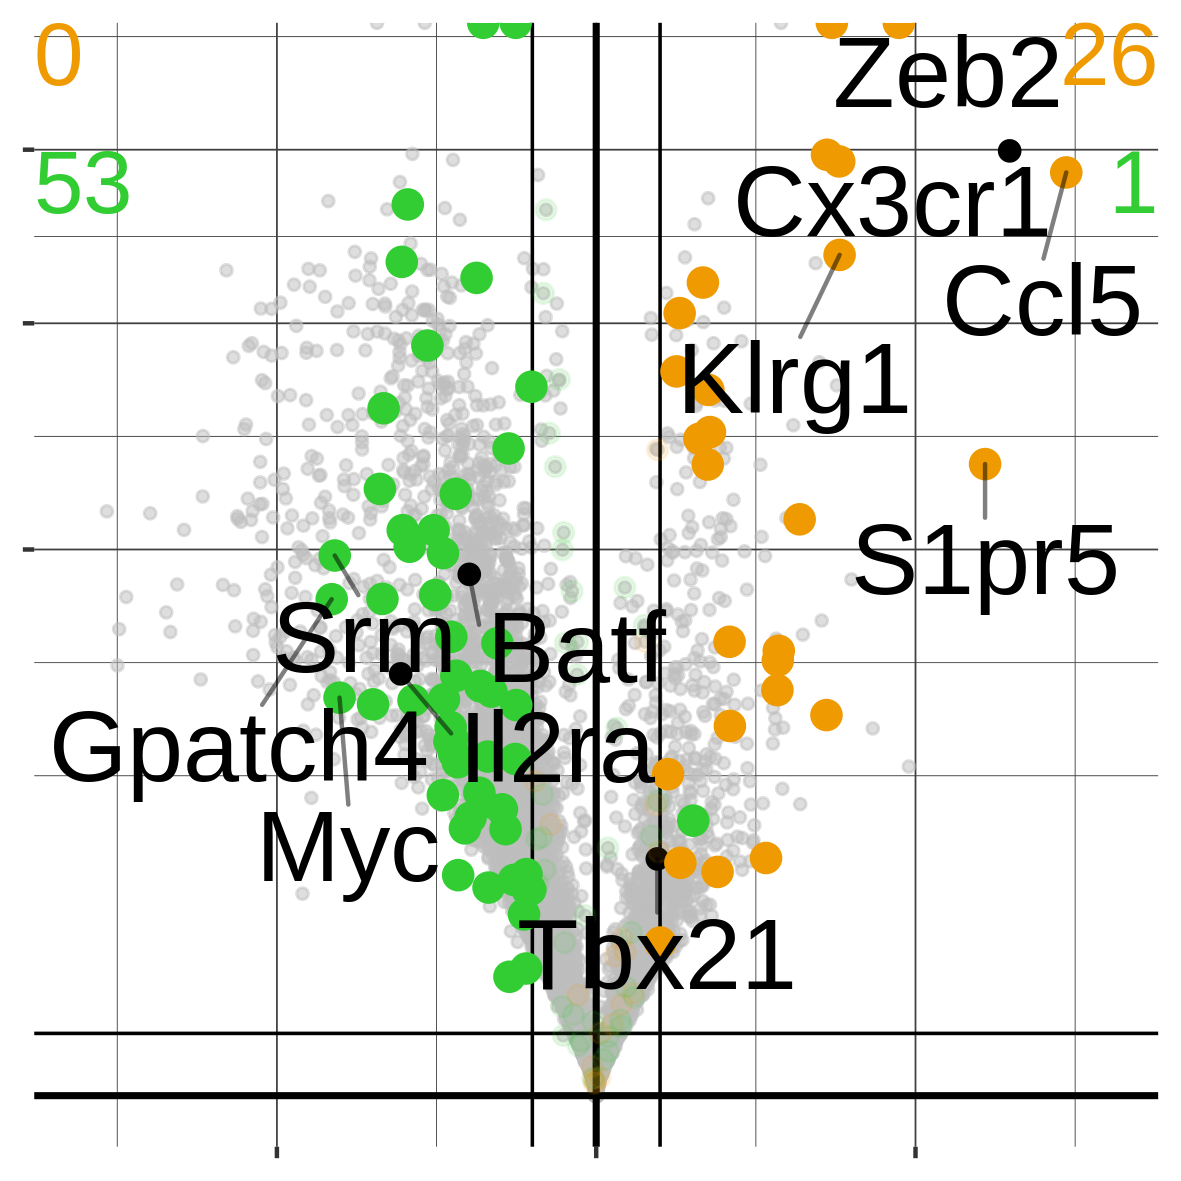 0
26
Zeb2
53
1
Cx3cr1
Ccl5
Klrg1
S1pr5
Srm
Batf
Gpatch4
Il2ra
Myc
Tbx21